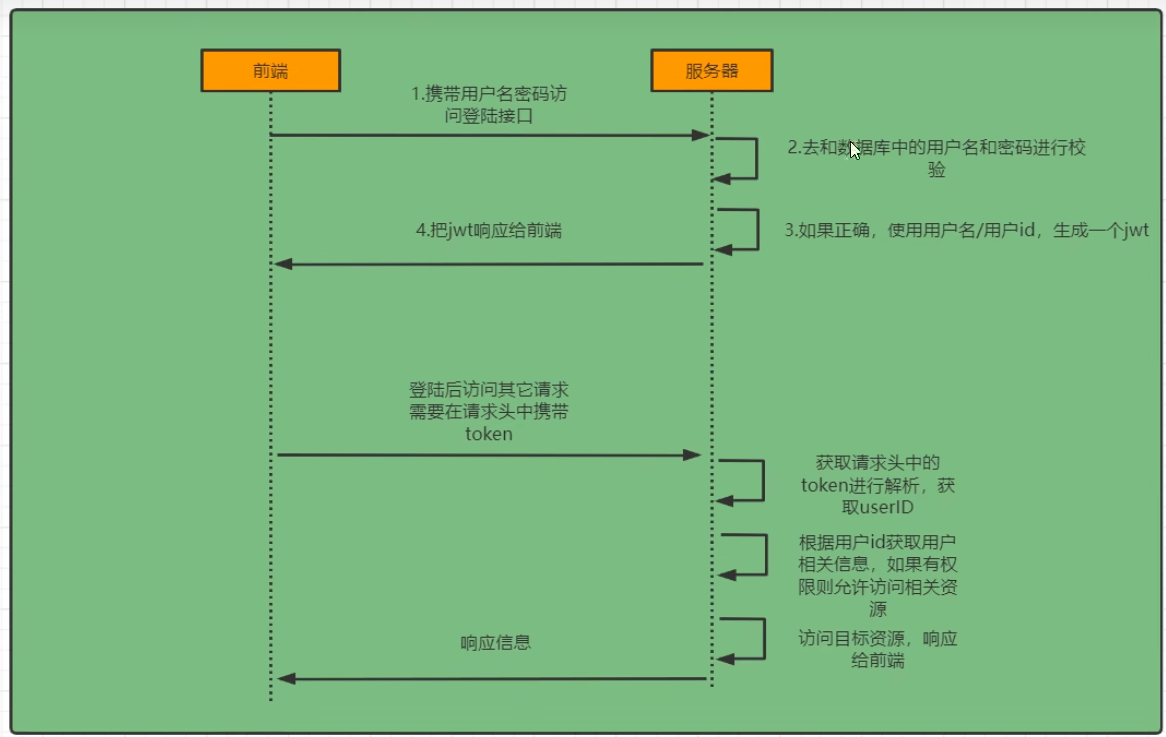 前端
服务器
1.携带用户名密码访
问登陆接口
2.去和数据库中的用户名和密码进行校
验
3.如果正确，使用用户名/用户id，生成一个jwt
4.把jwt响应给前端
登陆后访问其它请求
需要在请求头中携带
token
获取请求头中的
token进行解析，获
取userID
根据用户id获取用户
相关信息，如果有权
限则允许访问相关资
源
访问目标资源，响应
给前端
响应信息